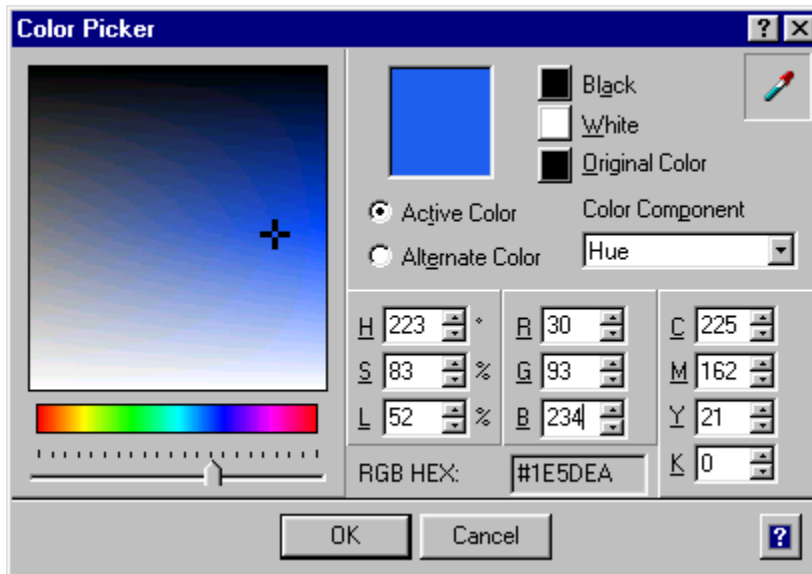 Color Picker
Black
White
Original Color
Active Color
Alternate Color
Color Component
Hue
H 223 °
S 83 %
L 52 %
R 30
G 93
B 234
C 225
M 162
Y 21
K 0
RGB HEX: #1E5DEA
OK
Cancel
?